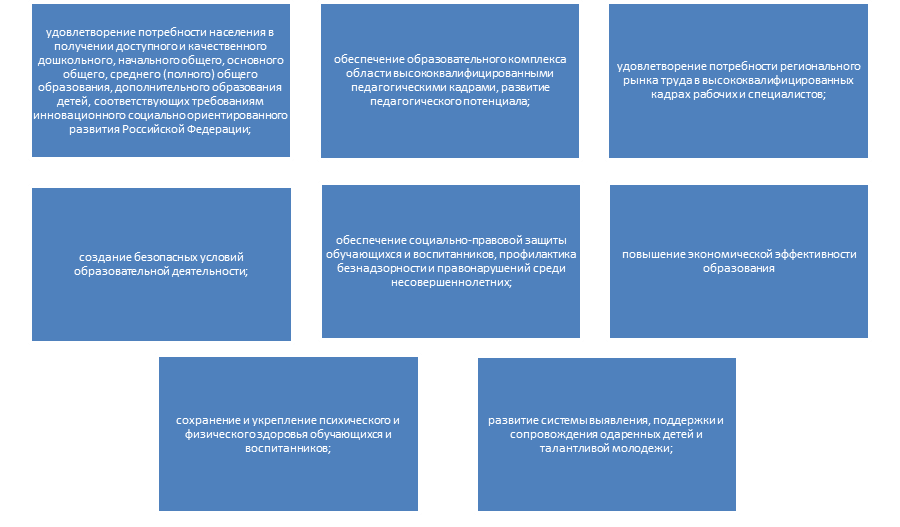 удовлетворение потребности населения в
получении доступного и качественного
дошкольного, начального общего, основного
общего, среднего (полного) общего
образования, дополнительного образования
детей, соответствующих требованиям
инновационного социально ориентированного
развития Российской Федерации;
обеспечение образовательного комплекса
области высококвалифицированными
педагогическими кадрами, развитие
педагогического потенциала;
удовлетворение потребности регионального
рынка труда в высококвалифицированных
кадрах рабочих и специалистов;
создание безопасных условий
образовательной деятельности;
обеспечение социально-правовой защиты
обучающихся и воспитанников, профилактика
безнадзорности и правонарушений среди
несовершеннолетних;
повышение экономической эффективности
образования
сохранение и укрепление психического и
физического здоровья обучающихся и
воспитанников;
развитие системы выявления, поддержки и
сопровождения одаренных детей и
талантливой молодежи;